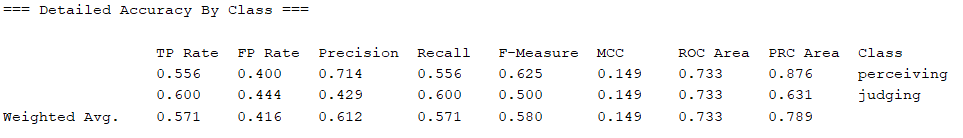 === Detailed Accuracy By Class ===
TP Rate FP Rate Precision Recall F-Measure MCC ROC Area PRC Area Class
0.556 0.400 0.714 0.556 0.625 0.149 0.733 0.876 perceiving
0.600 0.444 0.429 0.600 0.500 0.149 0.733 0.631 judging
Weighted Avg. 0.571 0.416 0.612 0.571 0.580 0.149 0.733 0.789